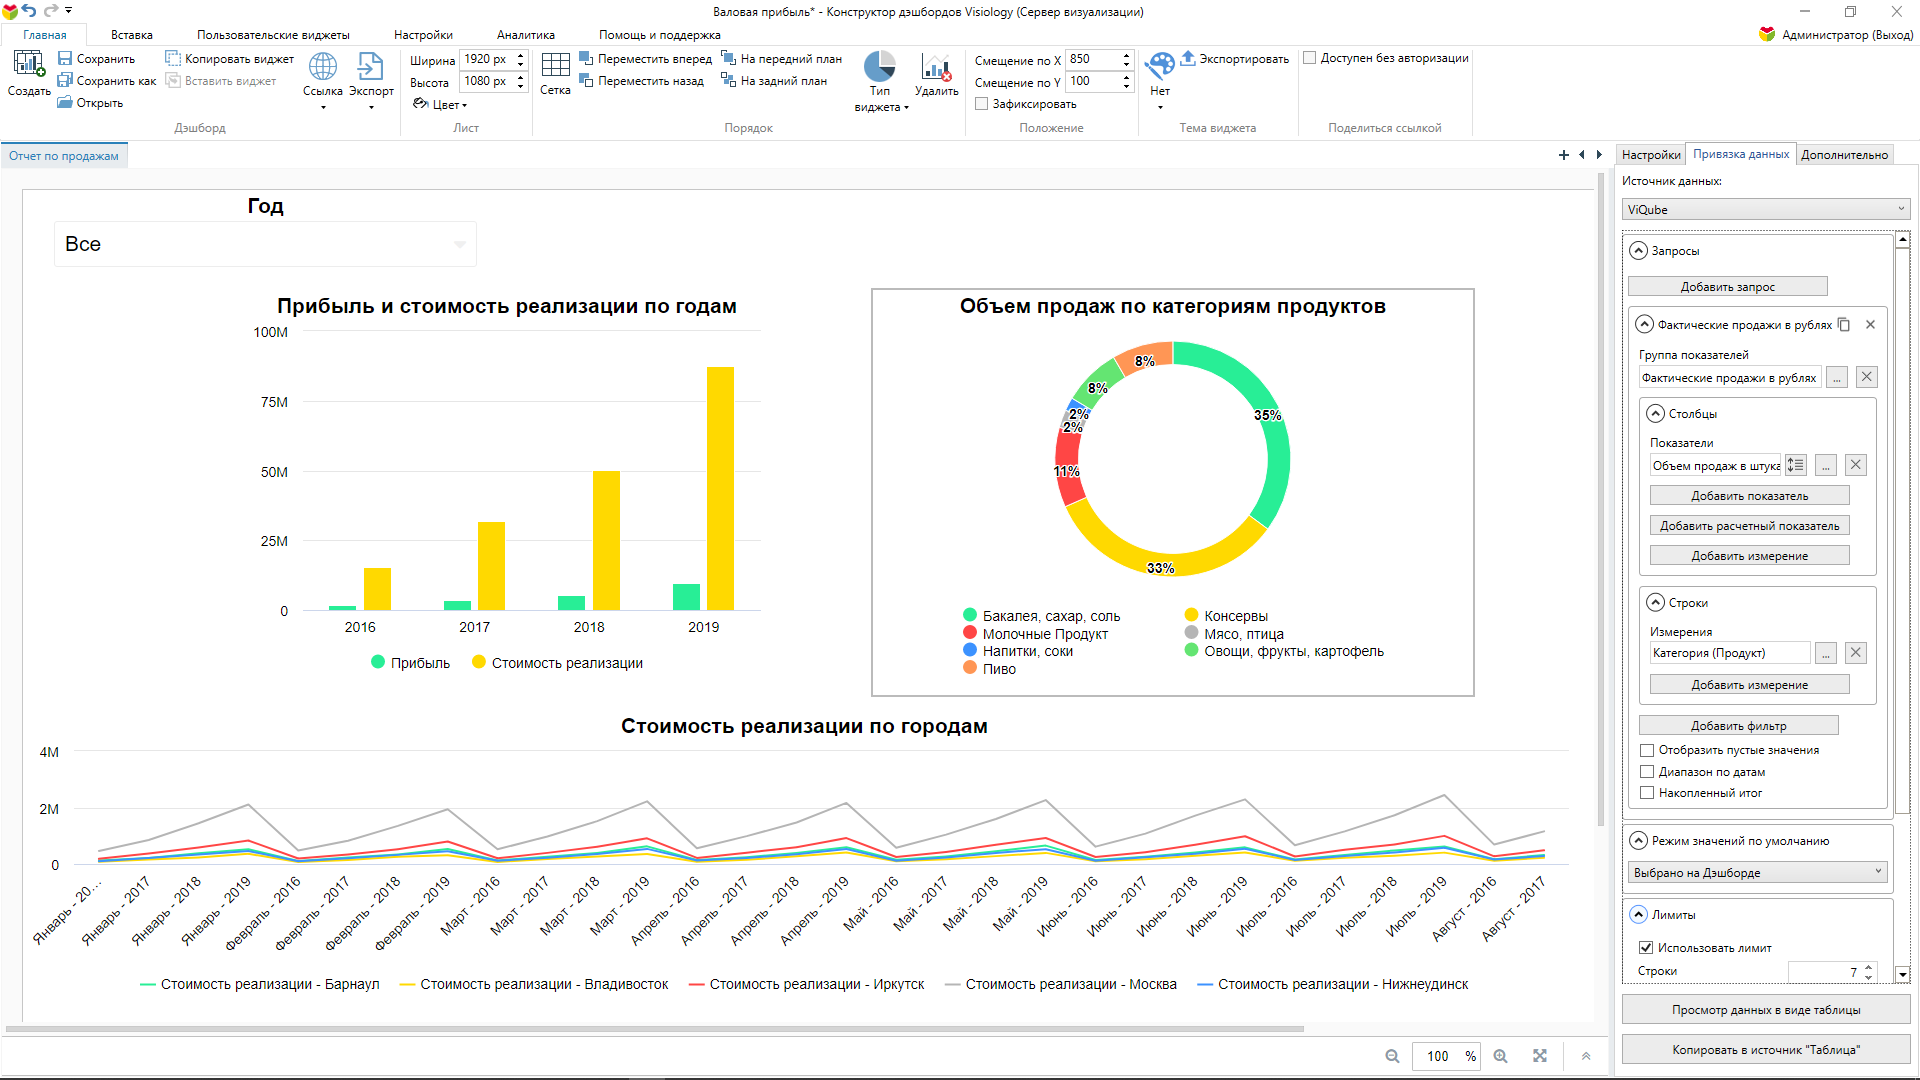 Валовая прибыль* - Конструктор дэшбордов Visiology (Сервер визуализации)
Главная
Вставка
Пользовательские виджеты
Настройки
Аналитика
Помощь и поддержка
Администратор (Выход)
Создать
Сохранить
Сохранить как
Открыть
Копировать виджет
Вставить виджет
Ссылка
Экспорт
Дэшборд
Ширина 1920 px
Высота 1080 px
Цвет
Лист
Сетка
Переместить вперед
Переместить назад
На передний план
На задний план
Тип виджета
Удалить
Порядок
Смещение по X 850
Смещение по Y 100
Зафиксировать
Положение
Нет
Экспортировать
Тема виджета
Доступен без авторизации
Поделиться ссылкой
Отчет по продажам
Год
Все
Прибыль и стоимость реализации по годам
100M
75M
50M
25M
0
2016 2017 2018 2019
Прибыль Стоимость реализации
Объем продаж по категориям продуктов
8%
8%
2%
2%
11%
35%
33%
Бакалея, сахар, соль Консервы
Молочные Продукт Мясо, птица
Напитки, соки Овощи, фрукты, картофель
Пиво
Стоимость реализации по городам
4M
2M
0
Январь - 20... Январь - 2017 Январь - 2018 Январь - 2019 Февраль - 2016 Февраль - 2017 Февраль - 2018 Февраль - 2019 Март - 2016 Март - 2017 Март - 2018 Март - 2019 Апрель - 2016 Апрель - 2017 Апрель - 2018 Апрель - 2019 Май - 2016 Май - 2017 Май - 2018 Май - 2019 Июнь - 2016 Июнь - 2017 Июнь - 2018 Июнь - 2019 Июль - 2016 Июль - 2017 Июль - 2018 Июль - 2019 Август - 2016 Август - 2017
Стоимость реализации - Барнаул Стоимость реализации - Владивосток Стоимость реализации - Иркутск Стоимость реализации - Москва Стоимость реализации - Нижнеудинск
100 %
Настройки
Привязка данных
Дополнительно
Источник данных:
ViQube
Запросы
Добавить запрос
Фактические продажи в рублях
Группа показателей
Фактические продажи в рублях ...
Столбцы
Показатели
Объем продаж в штука ...
Добавить показатель
Добавить расчетный показатель
Добавить измерение
Строки
Измерения
Категория (Продукт) ...
Добавить измерение
Добавить фильтр
Отобразить пустые значения
Диапазон по датам
Накопленный итог
Режим значений по умолчанию
Выбрано на Дэшборде
Лимиты
Использовать лимит
Строки 7
Просмотр данных в виде таблицы
Копировать в источник "Таблица"